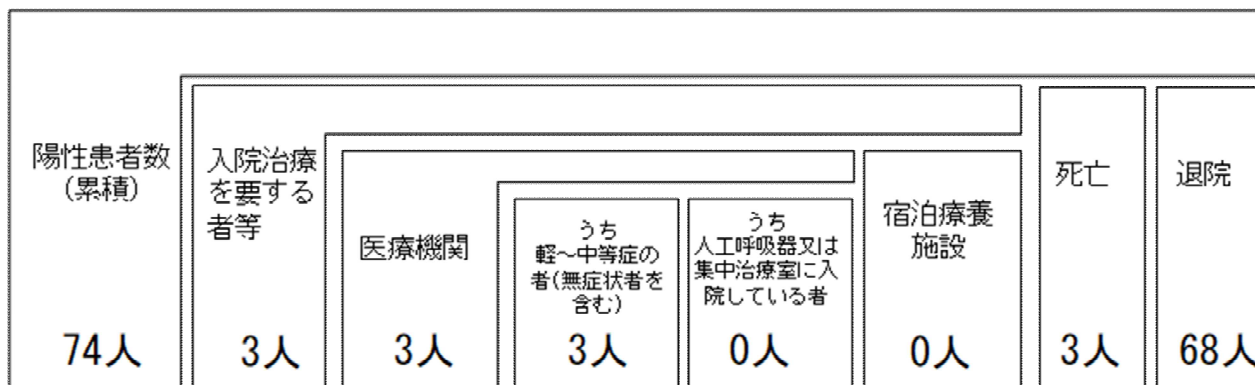 陽性患者数
(累積)
74人
入院治療
を要する
者等
3人
医療機関
3人
うち
軽～中等症の
者(無症状者を
含む)
3人
うち
人工呼吸器又は
集中治療室に入
院している者
0人
宿泊療養
施設
0人
死亡
3人
退院
68人